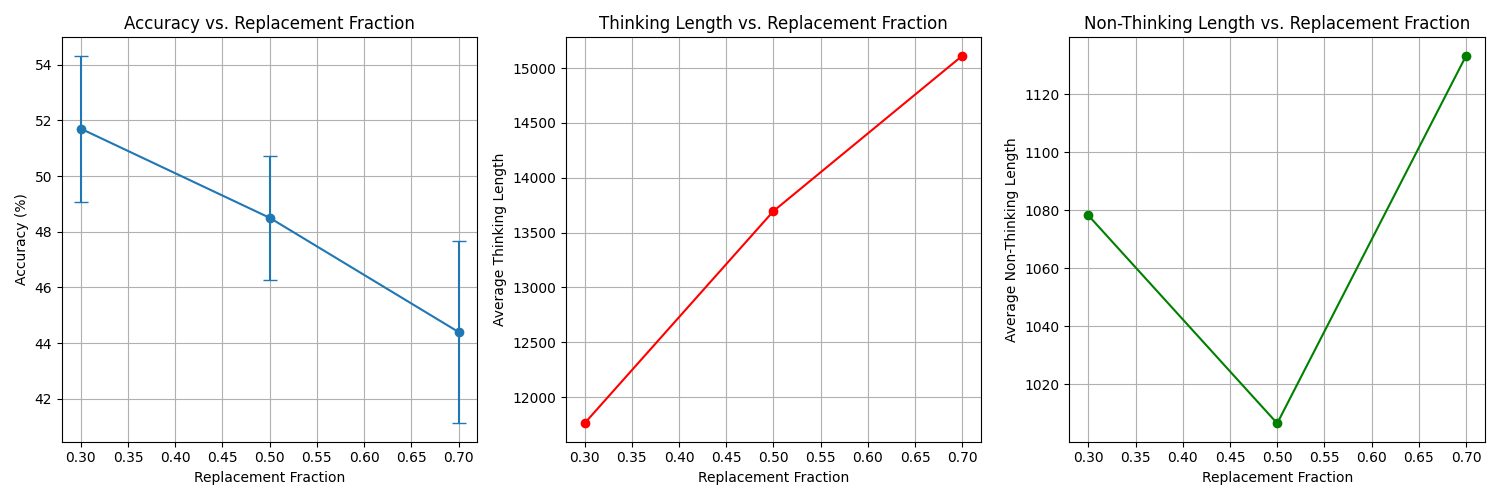 Accuracy vs. Replacement Fraction
54
52
50
48
46
44
42
Accuracy (%)
0.30 0.35 0.40 0.45 0.50 0.55 0.60 0.65 0.70
Replacement Fraction
Thinking Length vs. Replacement Fraction
15000
14500
14000
13500
13000
12500
12000
Average Thinking Length
0.30 0.35 0.40 0.45 0.50 0.55 0.60 0.65 0.70
Replacement Fraction
Non-Thinking Length vs. Replacement Fraction
1120
1100
1080
1060
1040
1020
Average Non-Thinking Length
0.30 0.35 0.40 0.45 0.50 0.55 0.60 0.65 0.70
Replacement Fraction